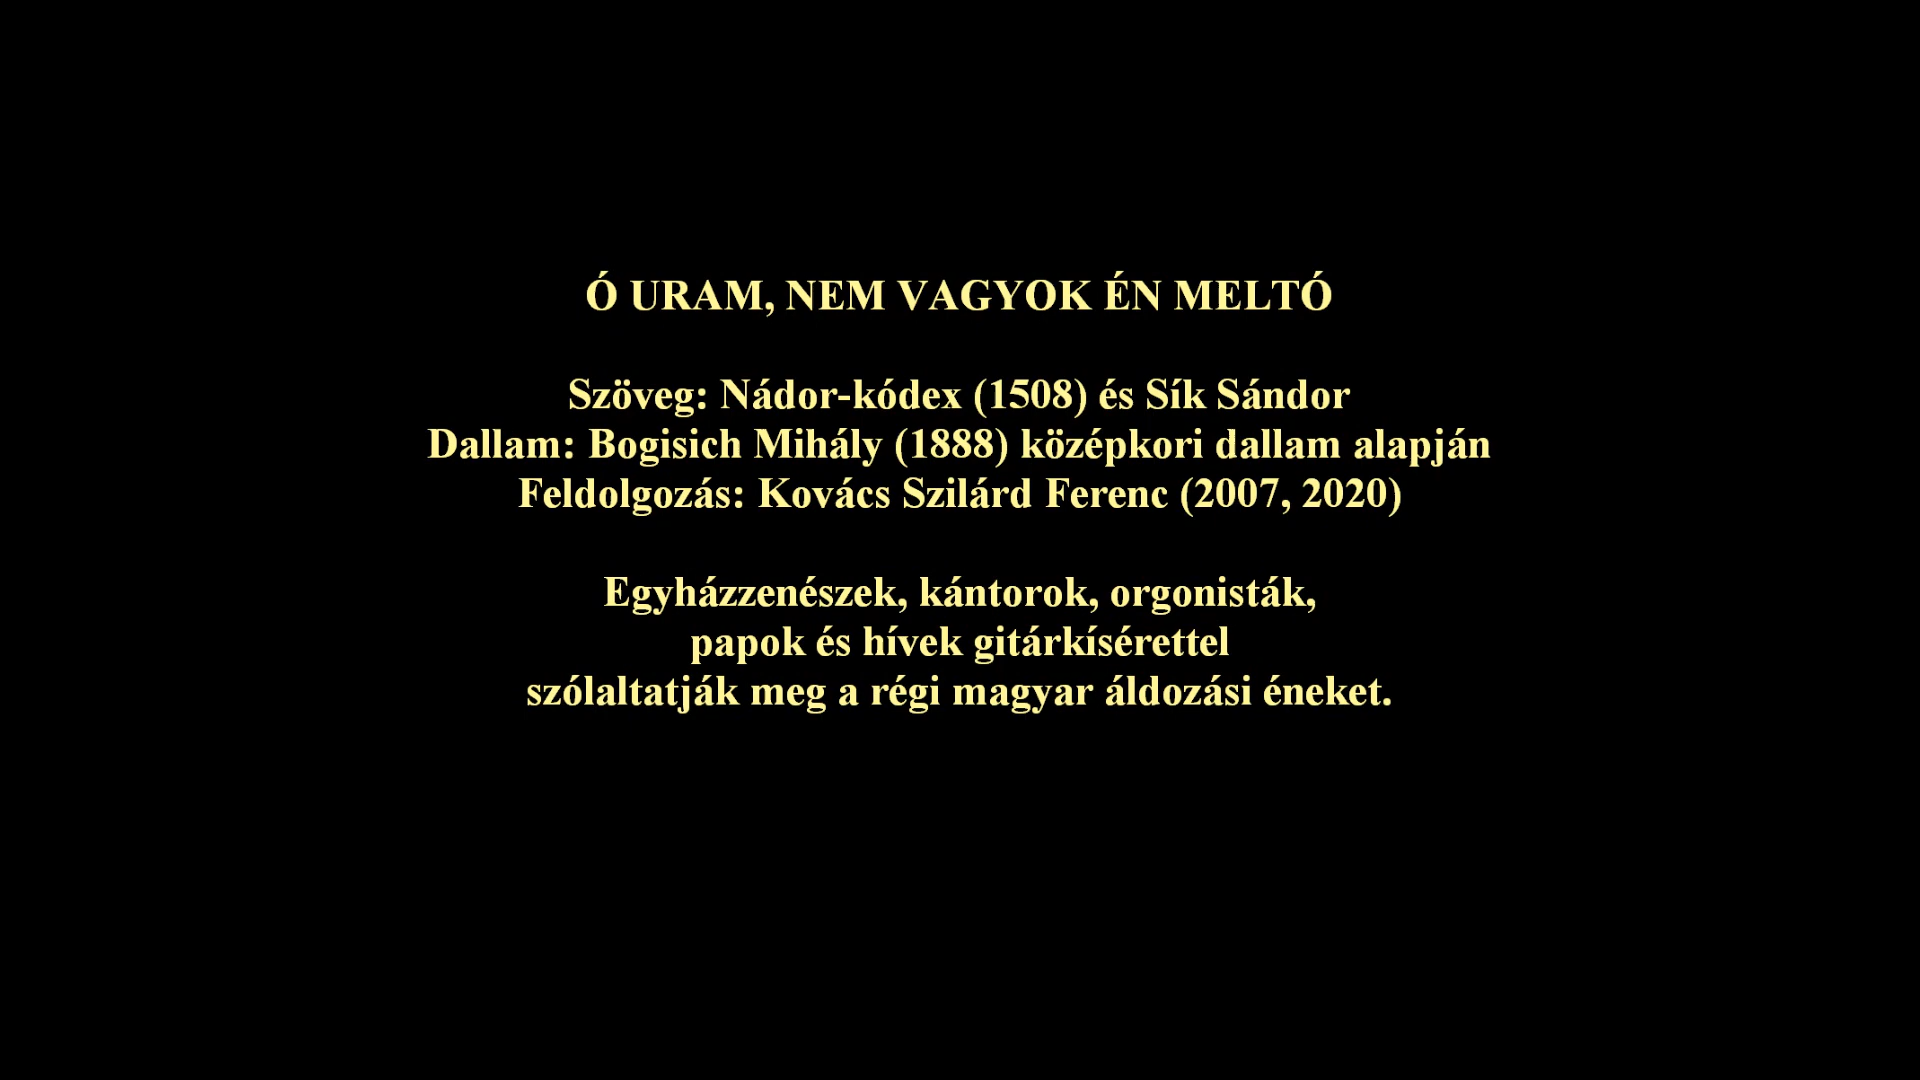 Ó URAM, NEM VAGYOK ÉN MELTÓ
Szöveg: Nádor-kódex (1508) és Sík Sándor
Dallam: Bogisich Mihály (1888) középkori dallam alapján
Feldolgozás: Kovács Szilárd Ferenc (2007, 2020)
Egyházzenészek, kántorok, orgonisták,
papok és hívek gitárkísérettel
szólaltatják meg a régi magyar áldozási éneket.